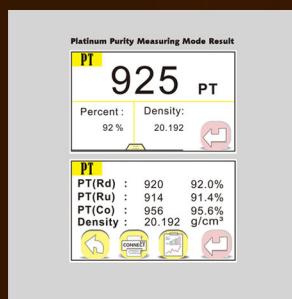 Platinum Purity Measuring Mode Result
PT
925 PT
Percent : Density:
92 % 20.192
PT
PT(Rd) : 920 92.0%
PT(Ru) : 914 91.4%
PT(Co) : 956 95.6%
Density : 20.192 g/cm³
CONNECT